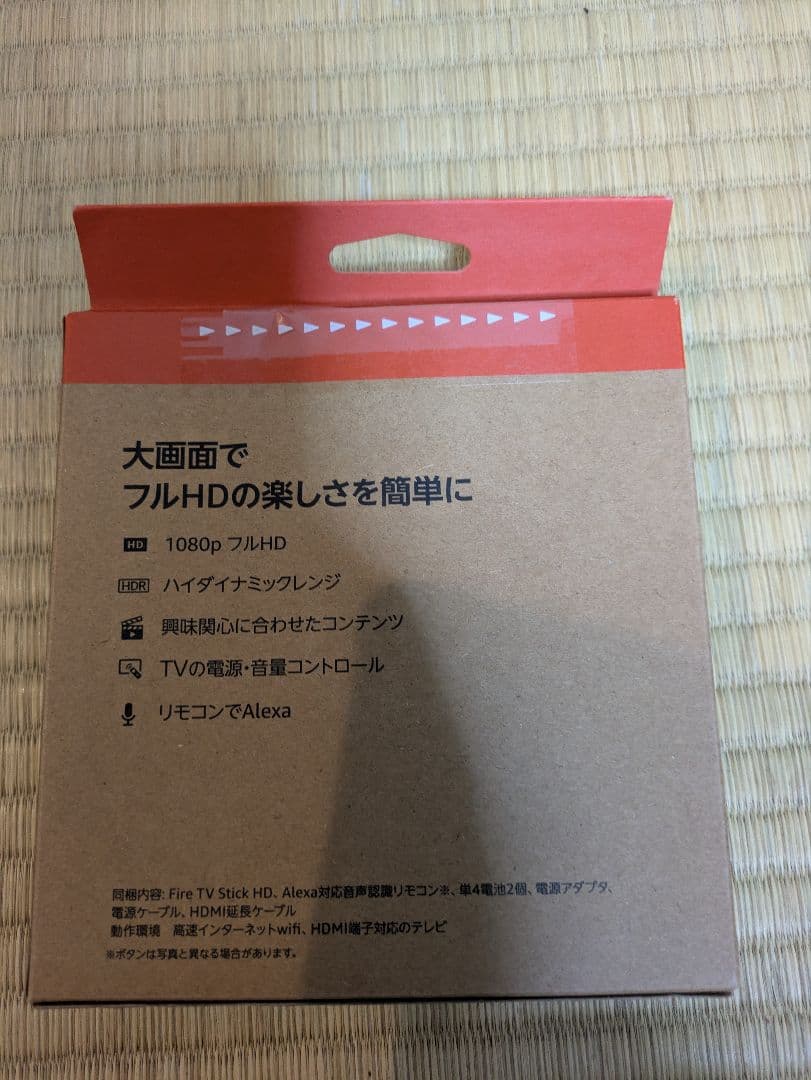 大画面で
フルHDの楽しさを簡単に
HD 1080p フルHD
HDR ハイダイナミックレンジ
興味関心に合わせたコンテンツ
TVの電源・音量コントロール
リモコンでAlexa
同梱内容: Fire TV Stick HD、Alexa対応音声認識リモコン※、単4電池2個、電源アダプタ、
電源ケーブル、HDMI延長ケーブル
動作環境 高速インターネットwifi、HDMI端子対応のテレビ
※ボタンは写真と異なる場合があります。